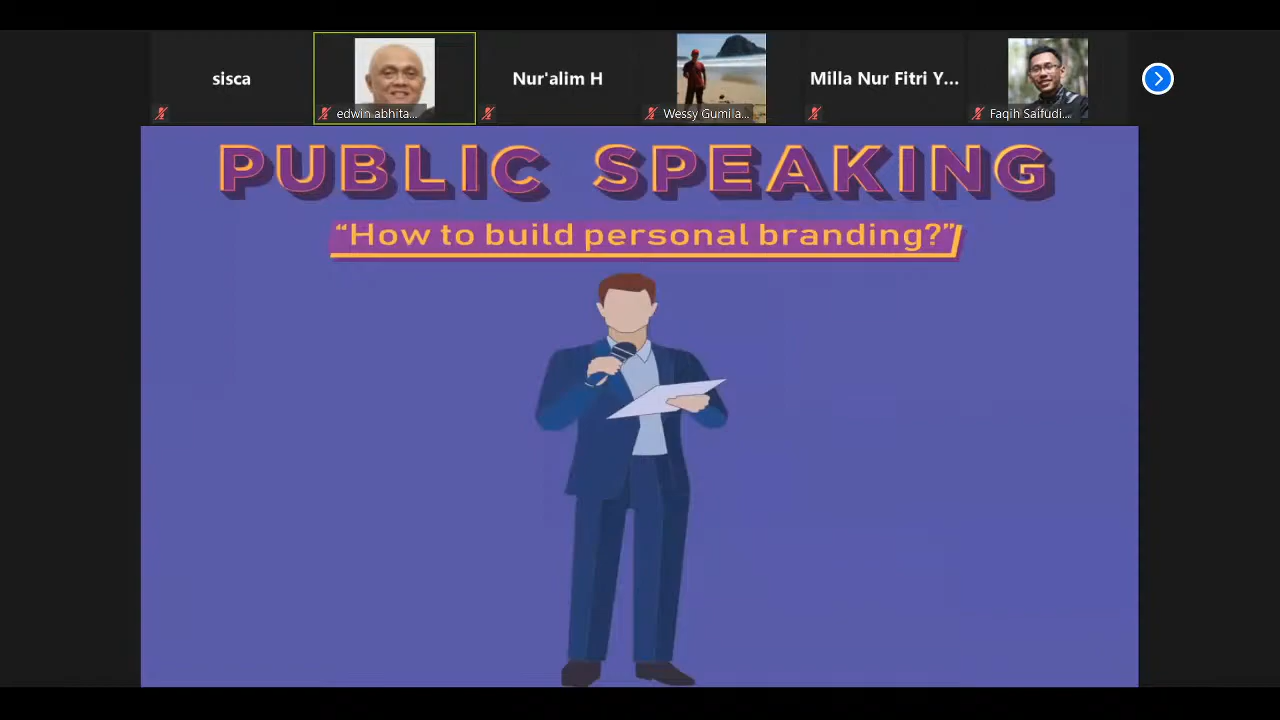 sisca
Nur'alim H
Milla Nur Fitri Y...
edwin abhita...
Wessy Gumila...
Faqih Saifudi...
PUBLIC SPEAKING
“How to build personal branding?”